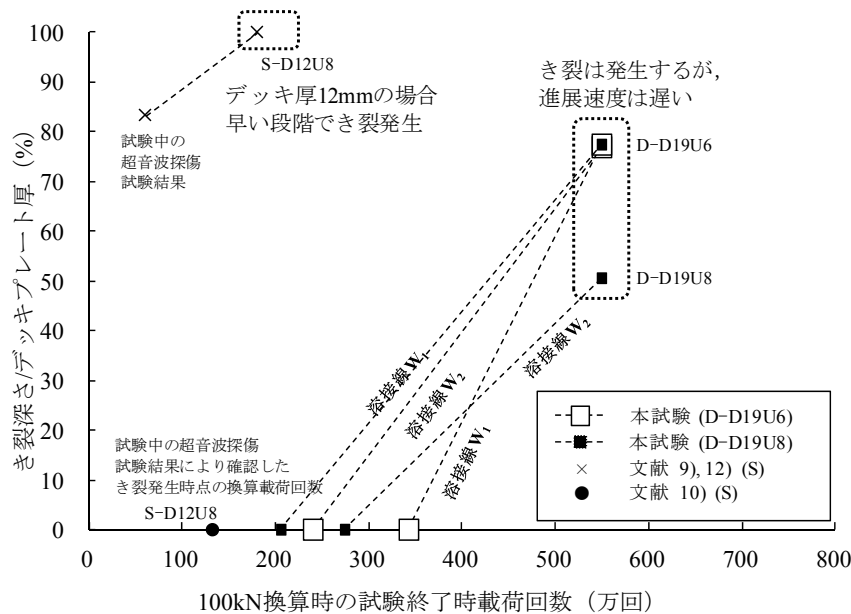 100
90
80
70
60
50
40
30
20
10
0
き裂深さ/デッキプレート厚 (%)
S-D12U8
デッキ厚12mmの場合
早い段階でき裂発生
試験中の
超音波探傷
試験結果
き裂は発生するが，
進展速度は遅い
D-D19U6
D-D19U8
溶接線W1
溶接線W2
溶接線W1
溶接線W2
試験中の超音波探傷
試験結果により確認した
き裂発生時点の換算載荷回数
S-D12U8
本試験 (D-D19U6)
本試験 (D-D19U8)
文献 9), 12) (S)
文献 10) (S)
0 100 200 300 400 500 600 700 800
100kN換算時の試験終了時載荷回数（万回）